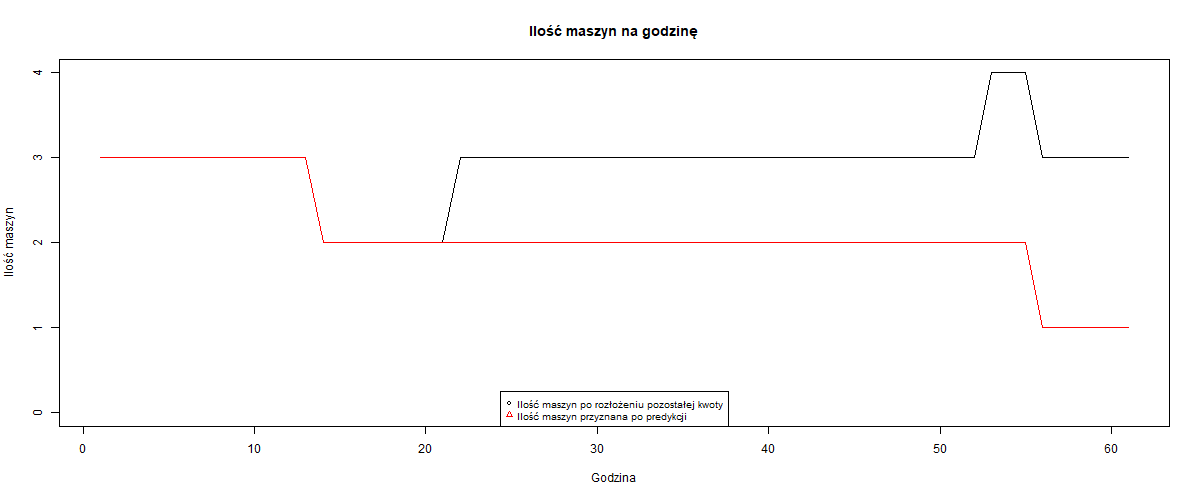 Ilość maszyn na godzinę
Ilość maszyn
4
3
2
1
0
Ilość maszyn po rozłożeniu pozostałej kwoty
Ilość maszyn przyznana po predykcji
0 10 20 30 40 50 60
Godzina